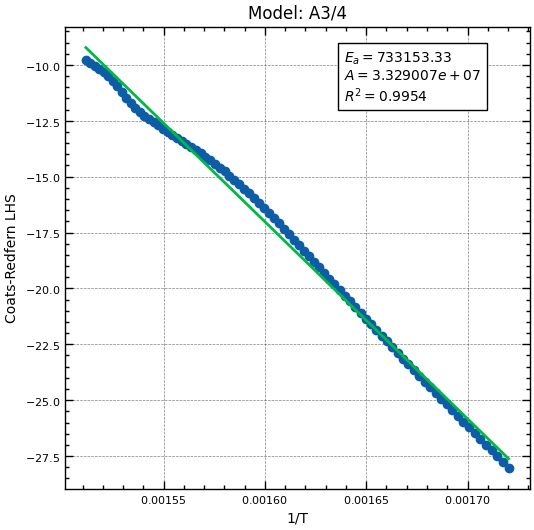 Model: A3/4
Eₐ = 733153.33
A = 3.329007e + 07
R² = 0.9954
−10.0
−12.5
−15.0
−17.5
−20.0
−22.5
−25.0
−27.5
Coats-Redfern LHS
0.00155
0.00160
0.00165
0.00170
1/T